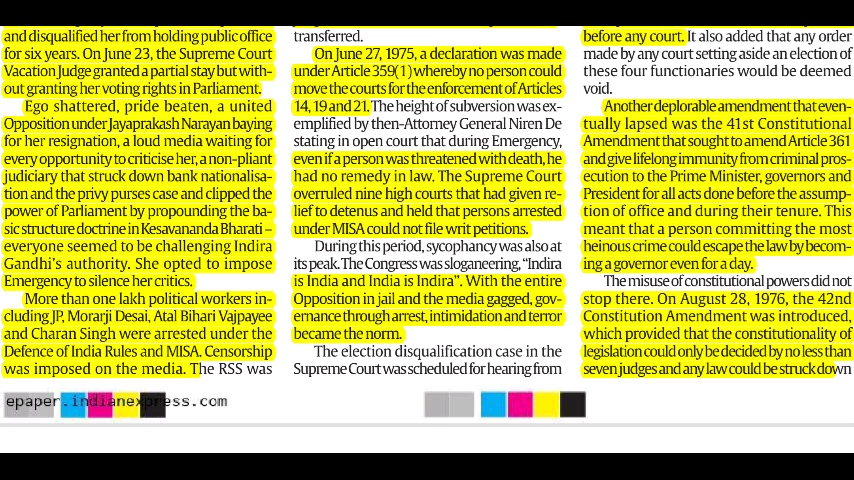 and disqualified her from holding public office
for six years. On June 23, the Supreme Court
Vacation Judge granted a partial stay but with-
out granting her voting rights in Parliament.
Ego shattered, pride beaten, a united
Opposition under Jayaprakash Narayan baying
for her resignation, a loud media waiting for
every opportunity to criticise her, a non-pliant
judiciary that struck down bank nationalisa-
tion and the privy purses case and clipped the
power of Parliament by propounding the ba-
sic structure doctrine in Kesavananda Bharati –
everyone seemed to be challenging Indira
Gandhi's authority. She opted to impose
Emergency to silence her critics.
More than one lakh political workers in-
cluding JP, Morarji Desai, Atal Bihari Vajpayee
and Charan Singh were arrested under the
Defence of India Rules and MISA. Censorship
was imposed on the media. The RSS was
transferred.
On June 27, 1975, a declaration was made
under Article 359(1) whereby no person could
move the courts for the enforcement of Articles
14, 19 and 21. The height of subversion was ex-
emplified by then-Attorney General Niren De
stating in open court that during Emergency,
even if a person was threatened with death, he
had no remedy in law. The Supreme Court
overruled nine high courts that had given re-
lief to detenus and held that persons arrested
under MISA could not file writ petitions.
During this period, sycophancy was also at
its peak. The Congress was sloganeering, “Indira
is India and India is Indira”. With the entire
Opposition in jail and the media gagged, gov-
ernance through arrest, intimidation and terror
became the norm.
The election disqualification case in the
Supreme Court was scheduled for hearing from
before any court. It also added that any order
made by any court setting aside an election of
these four functionaries would be deemed
void.
Another deplorable amendment that even-
tually lapsed was the 41st Constitutional
Amendment that sought to amend Article 361
and give lifelong immunity from criminal pros-
ecution to the Prime Minister, governors and
President for all acts done before the assump-
tion of office and during their tenure. This
meant that a person committing the most
heinous crime could escape the law by becom-
ing a governor even for a day.
The misuse of constitutional powers did not
stop there. On August 28, 1976, the 42nd
Constitution Amendment was introduced,
which provided that the constitutionality of
legislation could only be decided by no less than
seven judges and any law could be struck down
epaper.indianexpress.com